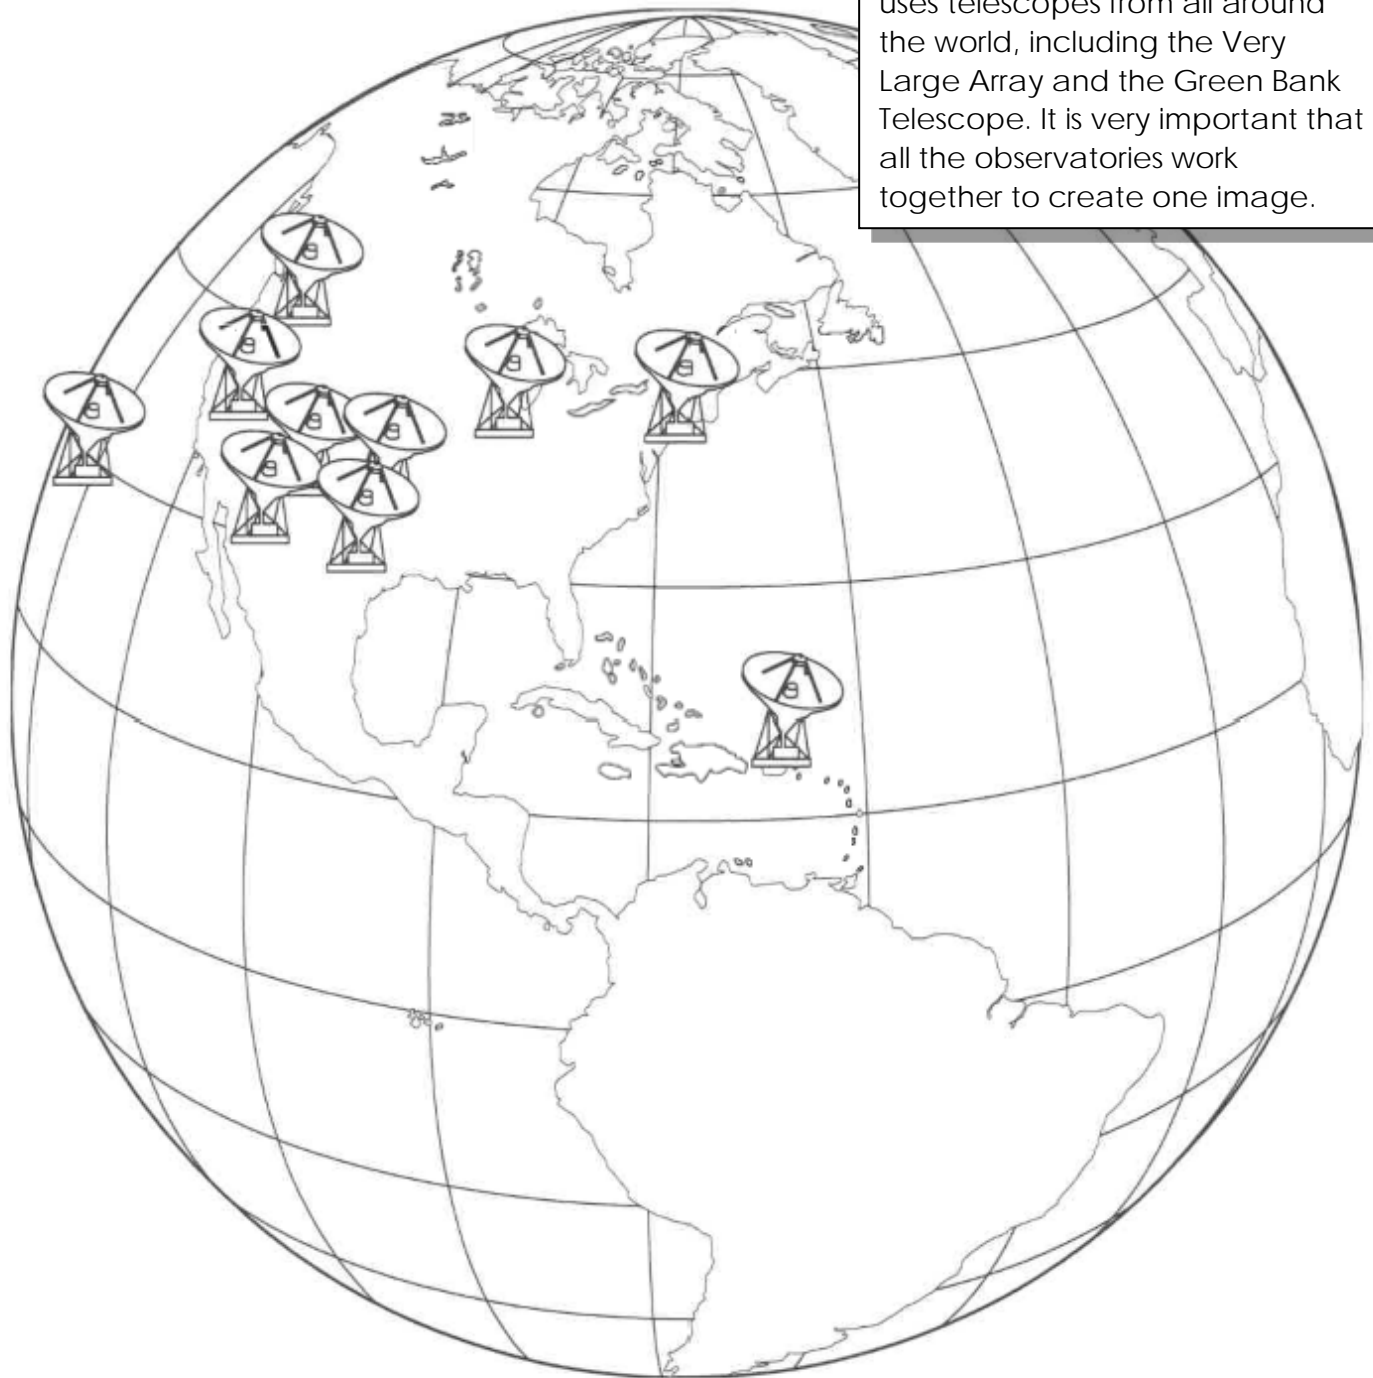 uses telescopes from all around
the world, including the Very
Large Array and the Green Bank
Telescope. It is very important that
all the observatories work
together to create one image.